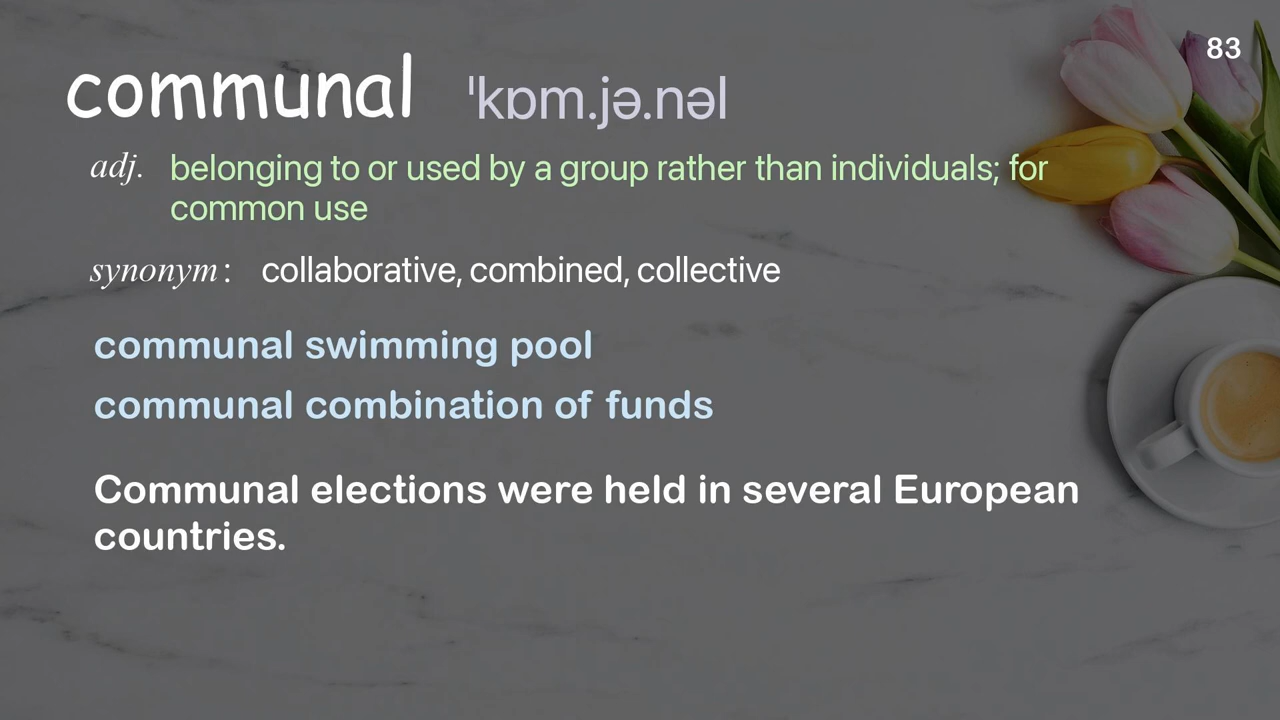 83
communal ˈkɒm.jə.nəl
adj. belonging to or used by a group rather than individuals; for
common use
synonym: collaborative, combined, collective
communal swimming pool
communal combination of funds
Communal elections were held in several European
countries.